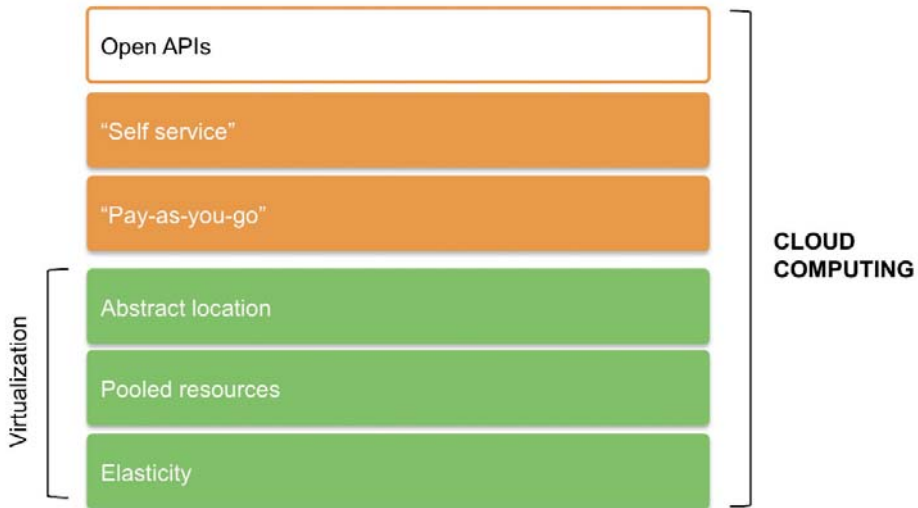 Open APIs
“Self service”
“Pay-as-you-go”
CLOUD
COMPUTING
Abstract location
Pooled resources
Elasticity
Virtualization